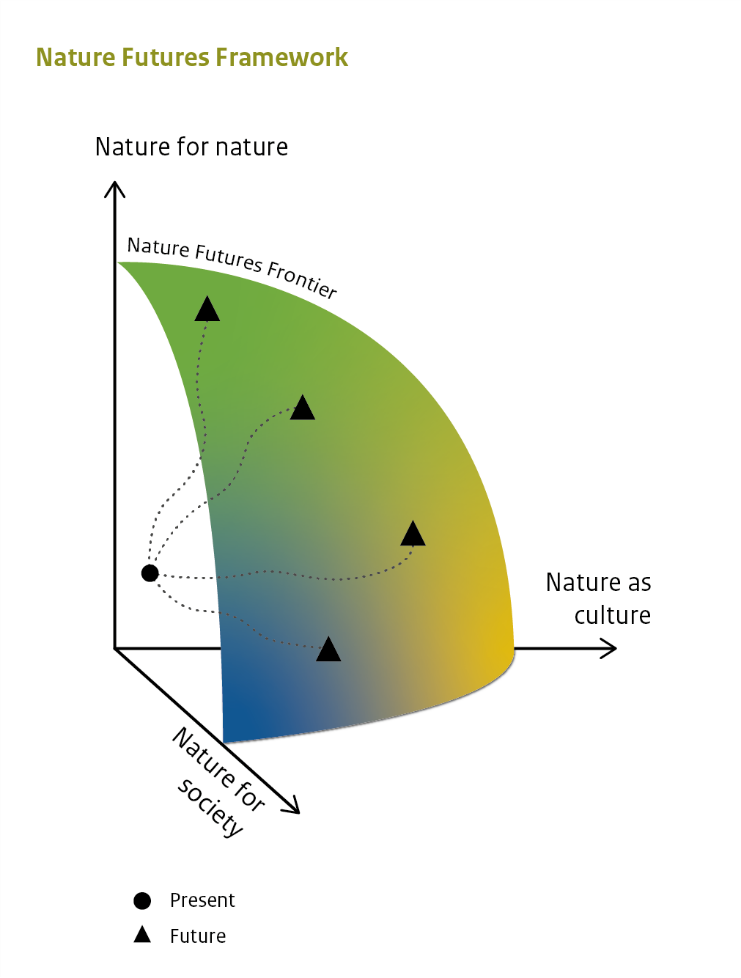 Nature Futures Framework
Nature for nature
Nature Futures Frontier
Nature as
culture
Nature for
society
Present
Future